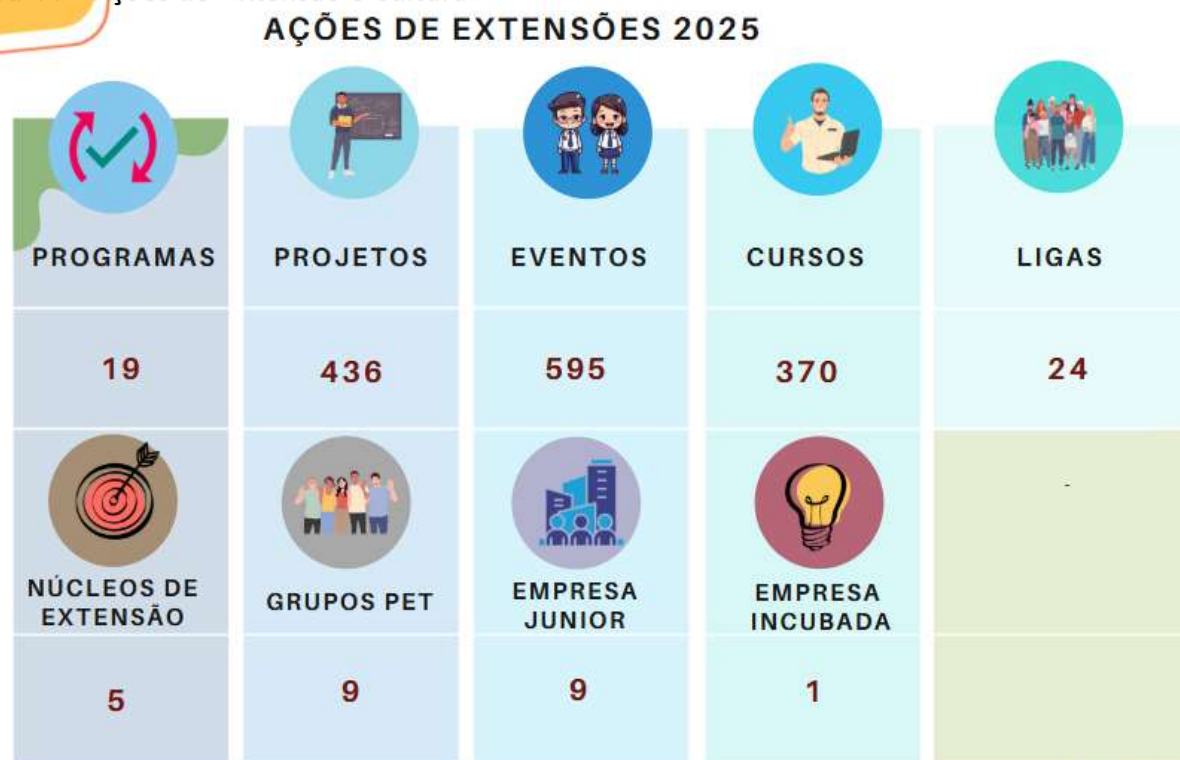 AÇÕES DE EXTENSÕES 2025
PROGRAMAS
PROJETOS
EVENTOS
CURSOS
LIGAS
19
436
595
370
24
-
NÚCLEOS DE
EXTENSÃO
GRUPOS PET
EMPRESA
JUNIOR
EMPRESA
INCUBADA
5
9
9
1